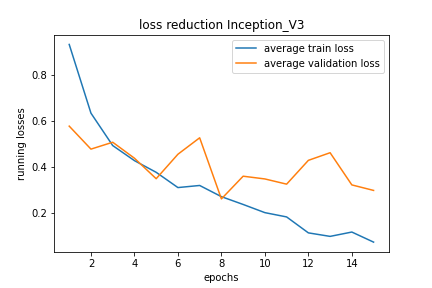 loss reduction Inception_V3
average train loss
average validation loss
running losses
0.8
0.6
0.4
0.2
2 4 6 8 10 12 14
epochs